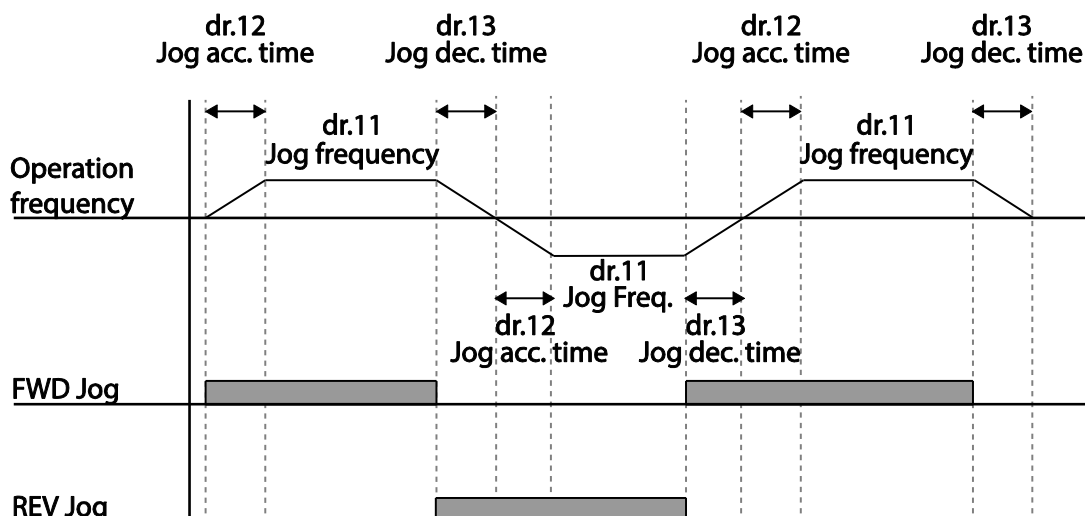 dr.12
Jog acc. time
dr.13
Jog dec. time
dr.12
Jog acc. time
dr.13
Jog dec. time
dr.11
Jog frequency
dr.11
Jog frequency
Operation
frequency
dr.11
Jog Freq.
dr.12
Jog acc. time
dr.13
Jog dec. time
FWD Jog
REV Jog